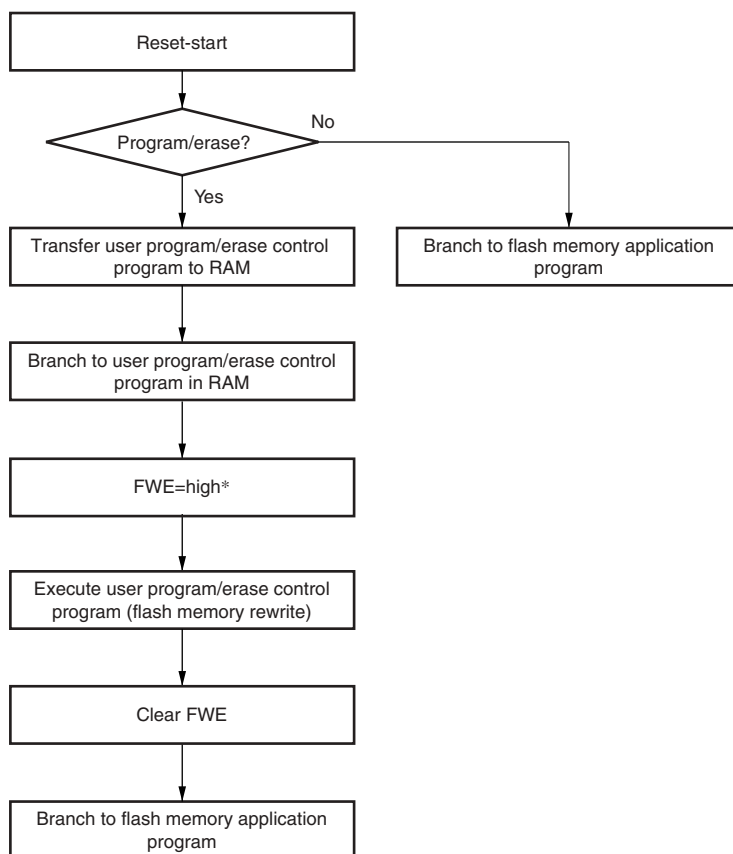 Reset-start
Program/erase?
No
Yes
Transfer user program/erase control
program to RAM
Branch to flash memory application
program
Branch to user program/erase control
program in RAM
FWE=high*
Execute user program/erase control
program (flash memory rewrite)
Clear FWE
Branch to flash memory application
program